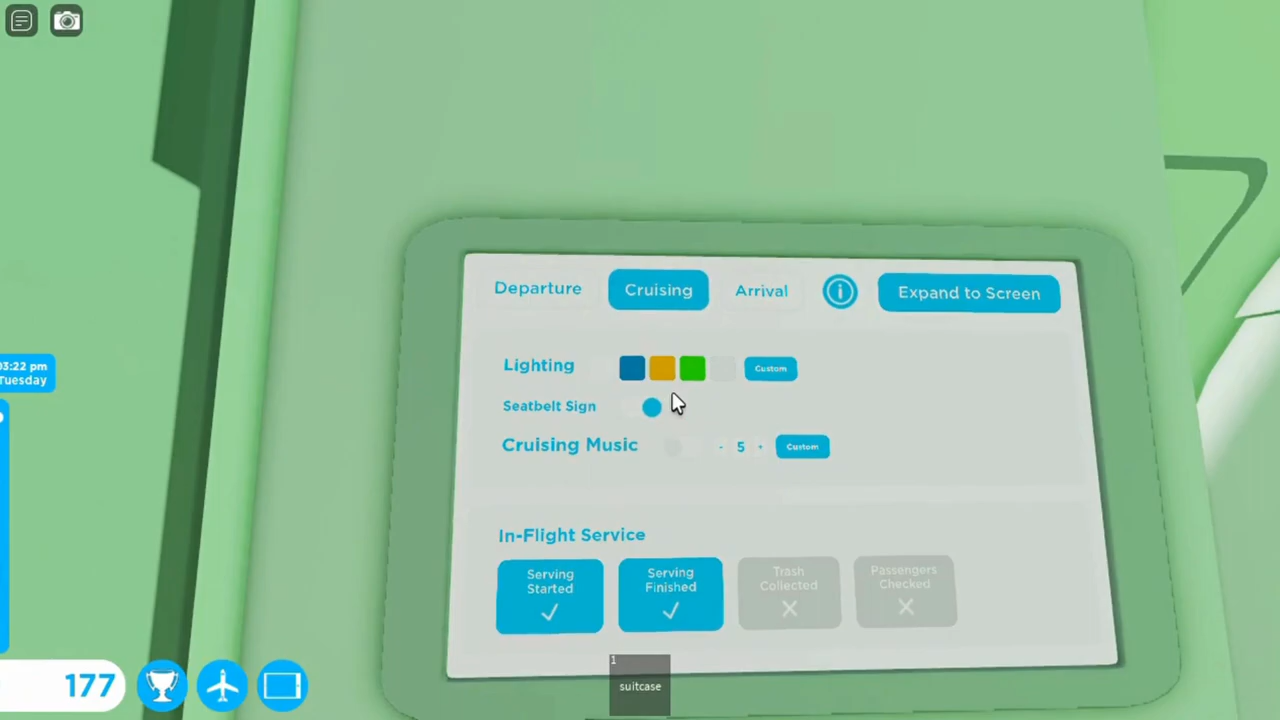 Departure
Cruising
Arrival
i
Expand to Screen
Lighting
Custom
Seatbelt Sign
Cruising Music
- 5 +
Custom
03:22 pm
Tuesday
In-Flight Service
Serving
Started
Serving
Finished
Trash
Collected
Passengers
Checked
177
1
suitcase